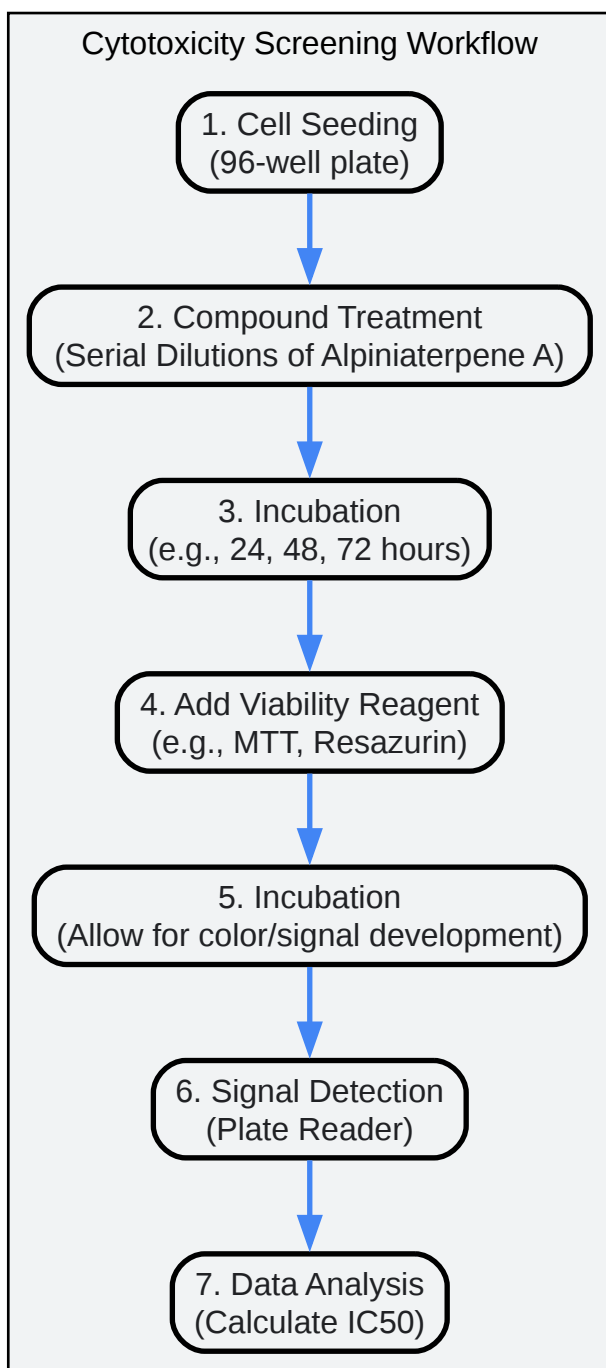 Cytotoxicity Screening Workflow
1. Cell Seeding
(96-well plate)
2. Compound Treatment
(Serial Dilutions of Alpiniaterpene A)
3. Incubation
(e.g., 24, 48, 72 hours)
4. Add Viability Reagent
(e.g., MTT, Resazurin)
5. Incubation
(Allow for color/signal development)
6. Signal Detection
(Plate Reader)
7. Data Analysis
(Calculate IC50)